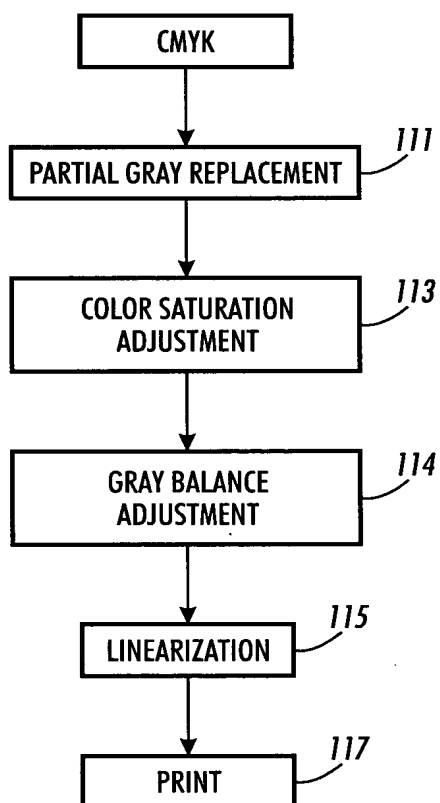 CMYK
111
PARTIAL GRAY REPLACEMENT
113
COLOR SATURATION
ADJUSTMENT
114
GRAY BALANCE
ADJUSTMENT
115
LINEARIZATION
117
PRINT